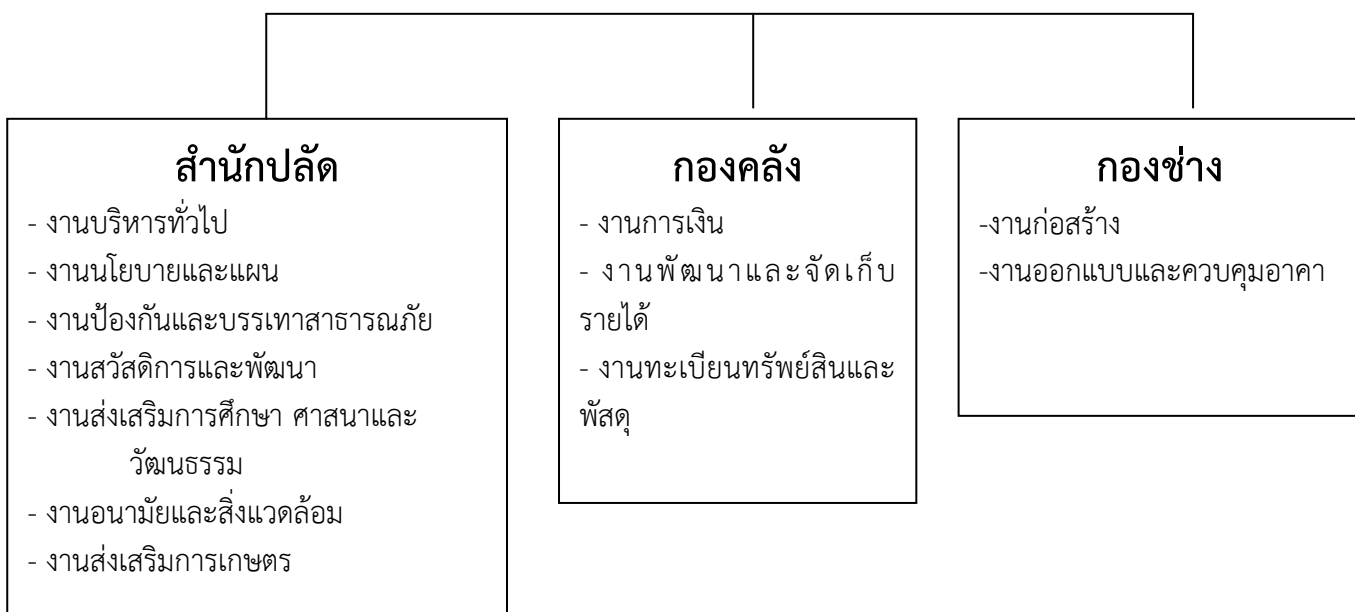 สำนักปลัด
- งานบริหารทั่วไป
- งานนโยบายและแผน
- งานป้องกันและบรรเทาสาธารณภัย
- งานสวัสดิการและพัฒนา
- งานส่งเสริมการศึกษา ศาสนาและ
วัฒนธรรม
- งานอนามัยและสิ่งแวดล้อม
- งานส่งเสริมการเกษตร
กองคลัง
- งานการเงิน
- งานพัฒนาและจัดเก็บ
รายได้
- งานทะเบียนทรัพย์สินและ
พัสดุ
กองช่าง
-งานก่อสร้าง
-งานออกแบบและควบคุมอาคา